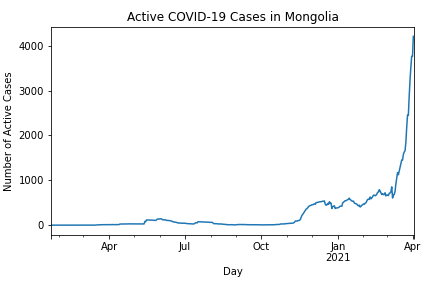 Active COVID-19 Cases in Mongolia
Number of Active Cases
4000
3000
2000
1000
0
Apr Jul Oct Jan Apr
2021
Day